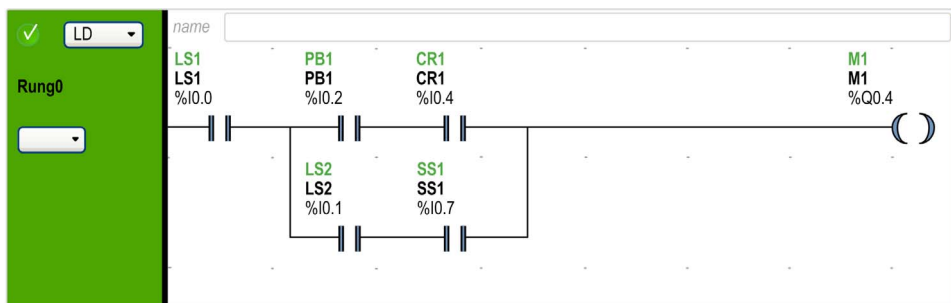 LD
name
Rung0
LS1
LS1
%I0.0
PB1
PB1
%I0.2
CR1
CR1
%I0.4
M1
M1
%Q0.4
LS2
LS2
%I0.1
SS1
SS1
%I0.7